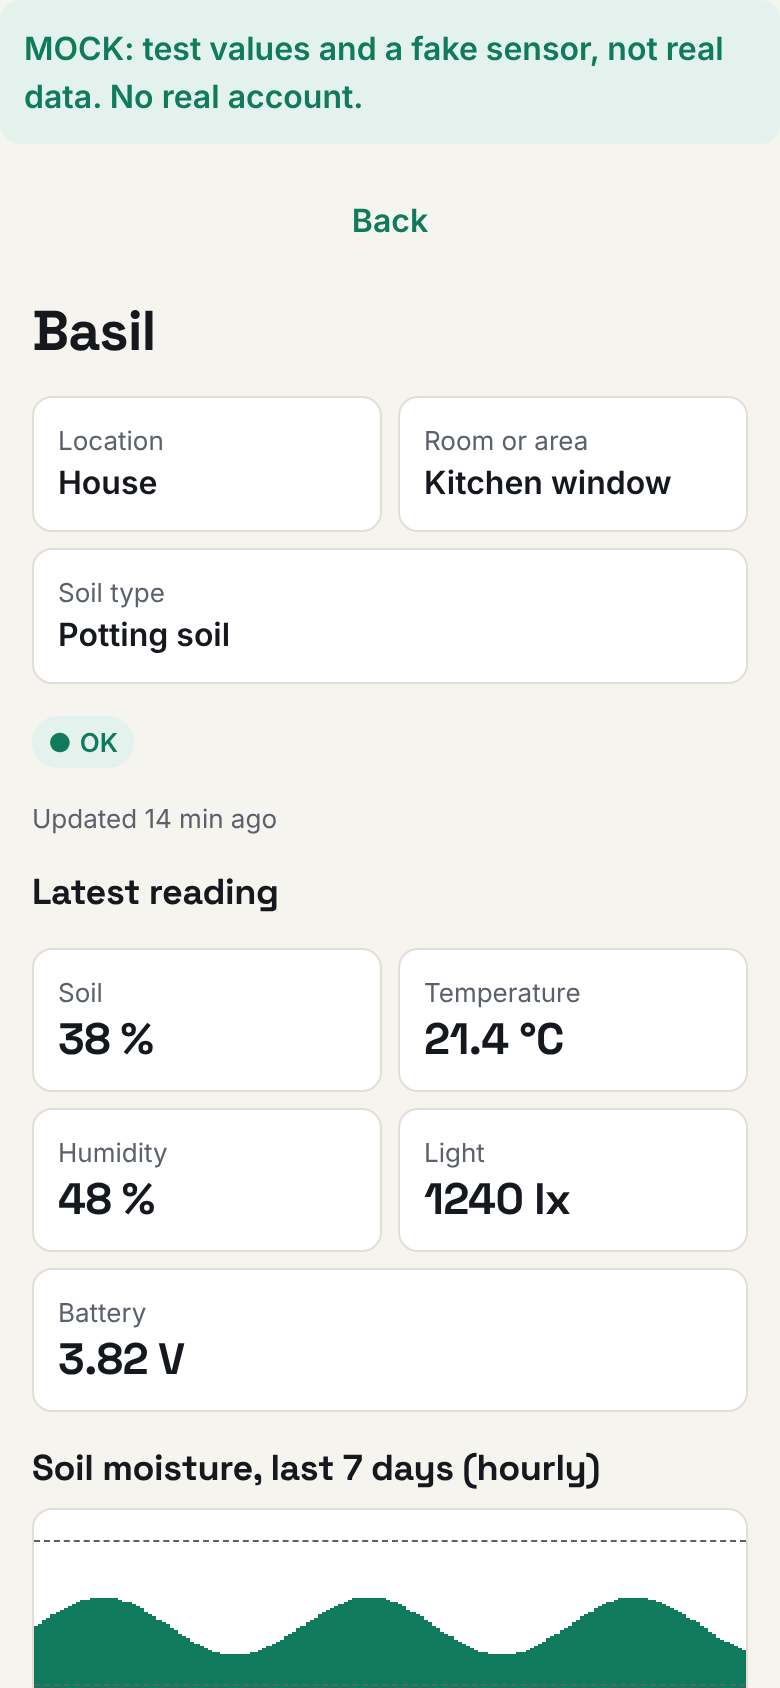 MOCK: test values and a fake sensor, not real
data. No real account.
Back
Basil
Location
House
Room or area
Kitchen window
Soil type
Potting soil
OK
Updated 14 min ago
Latest reading
Soil
38 %
Temperature
21.4 °C
Humidity
48 %
Light
1240 lx
Battery
3.82 V
Soil moisture, last 7 days (hourly)